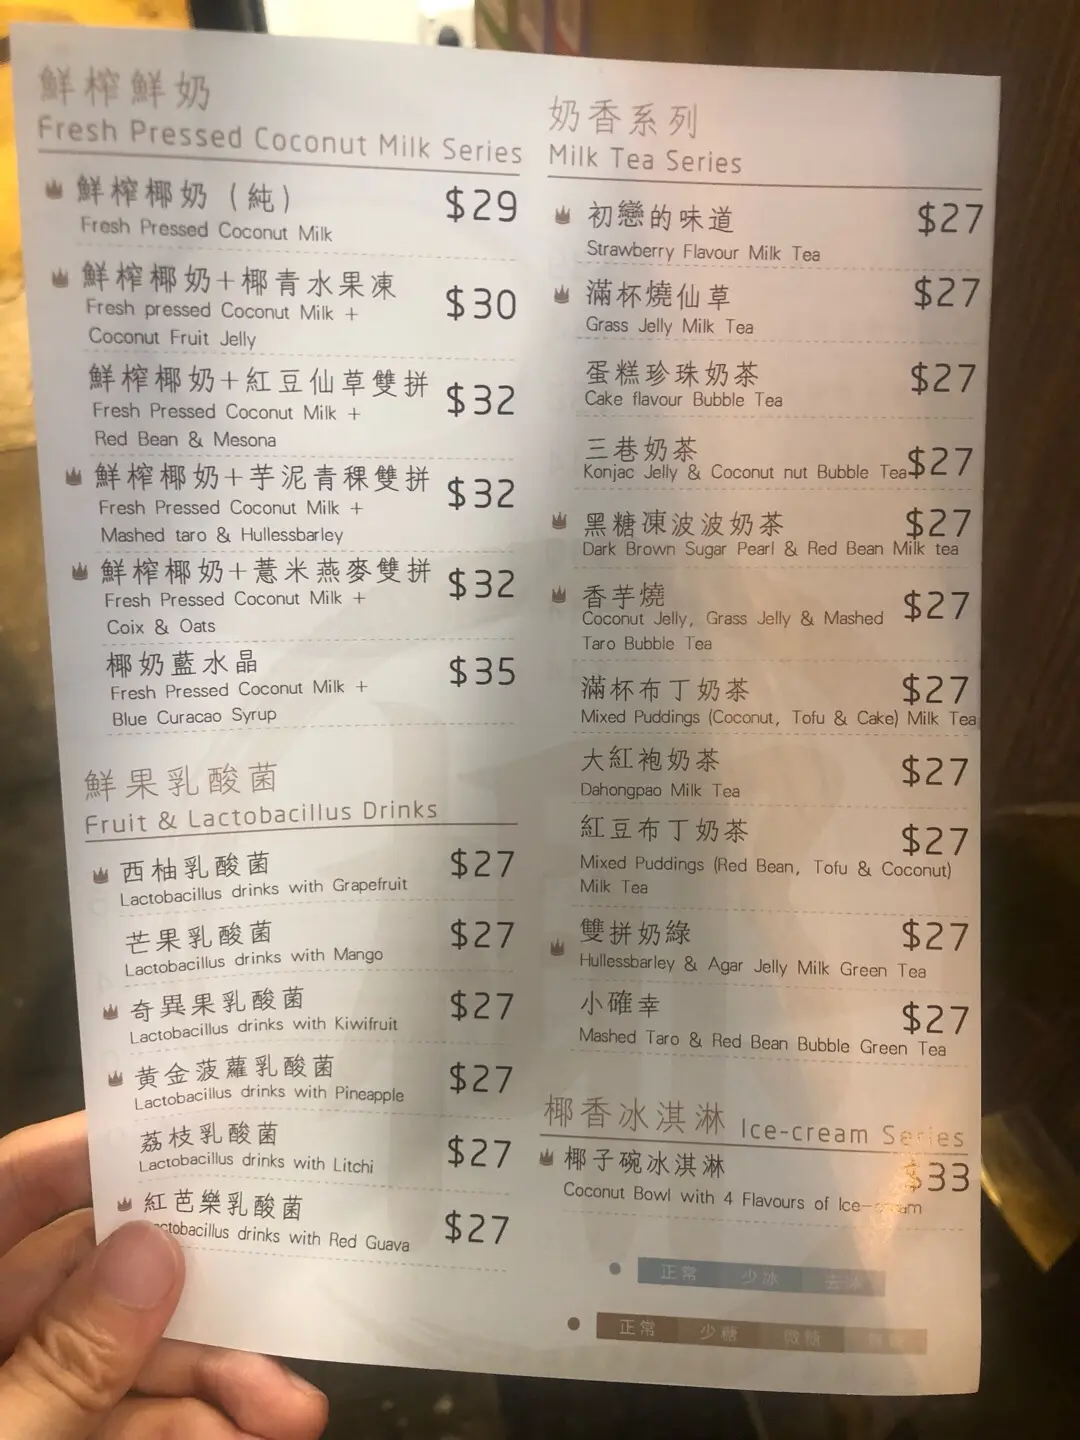 鮮榨鮮奶
Fresh Pressed Coconut Milk Series
鮮榨椰奶（純） $29
Fresh Pressed Coconut Milk
鮮榨椰奶+椰青水果凍 $30
Fresh pressed Coconut Milk +
Coconut Fruit Jelly
鮮榨椰奶+紅豆仙草雙拼 $32
Fresh Pressed Coconut Milk +
Red Bean & Mesona
鮮榨椰奶+芋泥青稞雙拼 $32
Fresh Pressed Coconut Milk +
Mashed taro & Hullessbarley
鮮榨椰奶+薏米燕麥雙拼 $32
Fresh Pressed Coconut Milk +
Coix & Oats
椰奶藍水晶 $35
Fresh Pressed Coconut Milk +
Blue Curacao Syrup
鮮果乳酸菌
Fruit & Lactobacillus Drinks
西柚乳酸菌 $27
Lactobacillus drinks with Grapefruit
芒果乳酸菌 $27
Lactobacillus drinks with Mango
奇異果乳酸菌 $27
Lactobacillus drinks with Kiwifruit
黄金菠蘿乳酸菌 $27
Lactobacillus drinks with Pineapple
荔枝乳酸菌 $27
Lactobacillus drinks with Litchi
紅芭樂乳酸菌 $27
actobacillus drinks with Red Guava
奶香系列
Milk Tea Series
初戀的味道 $27
Strawberry Flavour Milk Tea
滿杯燒仙草 $27
Grass Jelly Milk Tea
蛋糕珍珠奶茶 $27
Cake flavour Bubble Tea
三巷奶茶 $27
Konjac Jelly & Coconut nut Bubble Tea
黑糖凍波波奶茶 $27
Dark Brown Sugar Pearl & Red Bean Milk tea
香芋燒 $27
Coconut Jelly, Grass Jelly & Mashed
Taro Bubble Tea
滿杯布丁奶茶 $27
Mixed Puddings (Coconut, Tofu & Cake) Milk Tea
大紅袍奶茶 $27
Dahongpao Milk Tea
紅豆布丁奶茶 $27
Mixed Puddings (Red Bean, Tofu & Coconut)
Milk Tea
雙拼奶綠 $27
Hullessbarley & Agar Jelly Milk Green Tea
小確幸 $27
Mashed Taro & Red Bean Bubble Green Tea
椰香冰淇淋 Ice-cream Series
椰子碗冰淇淋 $33
Coconut Bowl with 4 Flavours of Ice-cream
正常 少冰 去冰
正常 少糖 微糖